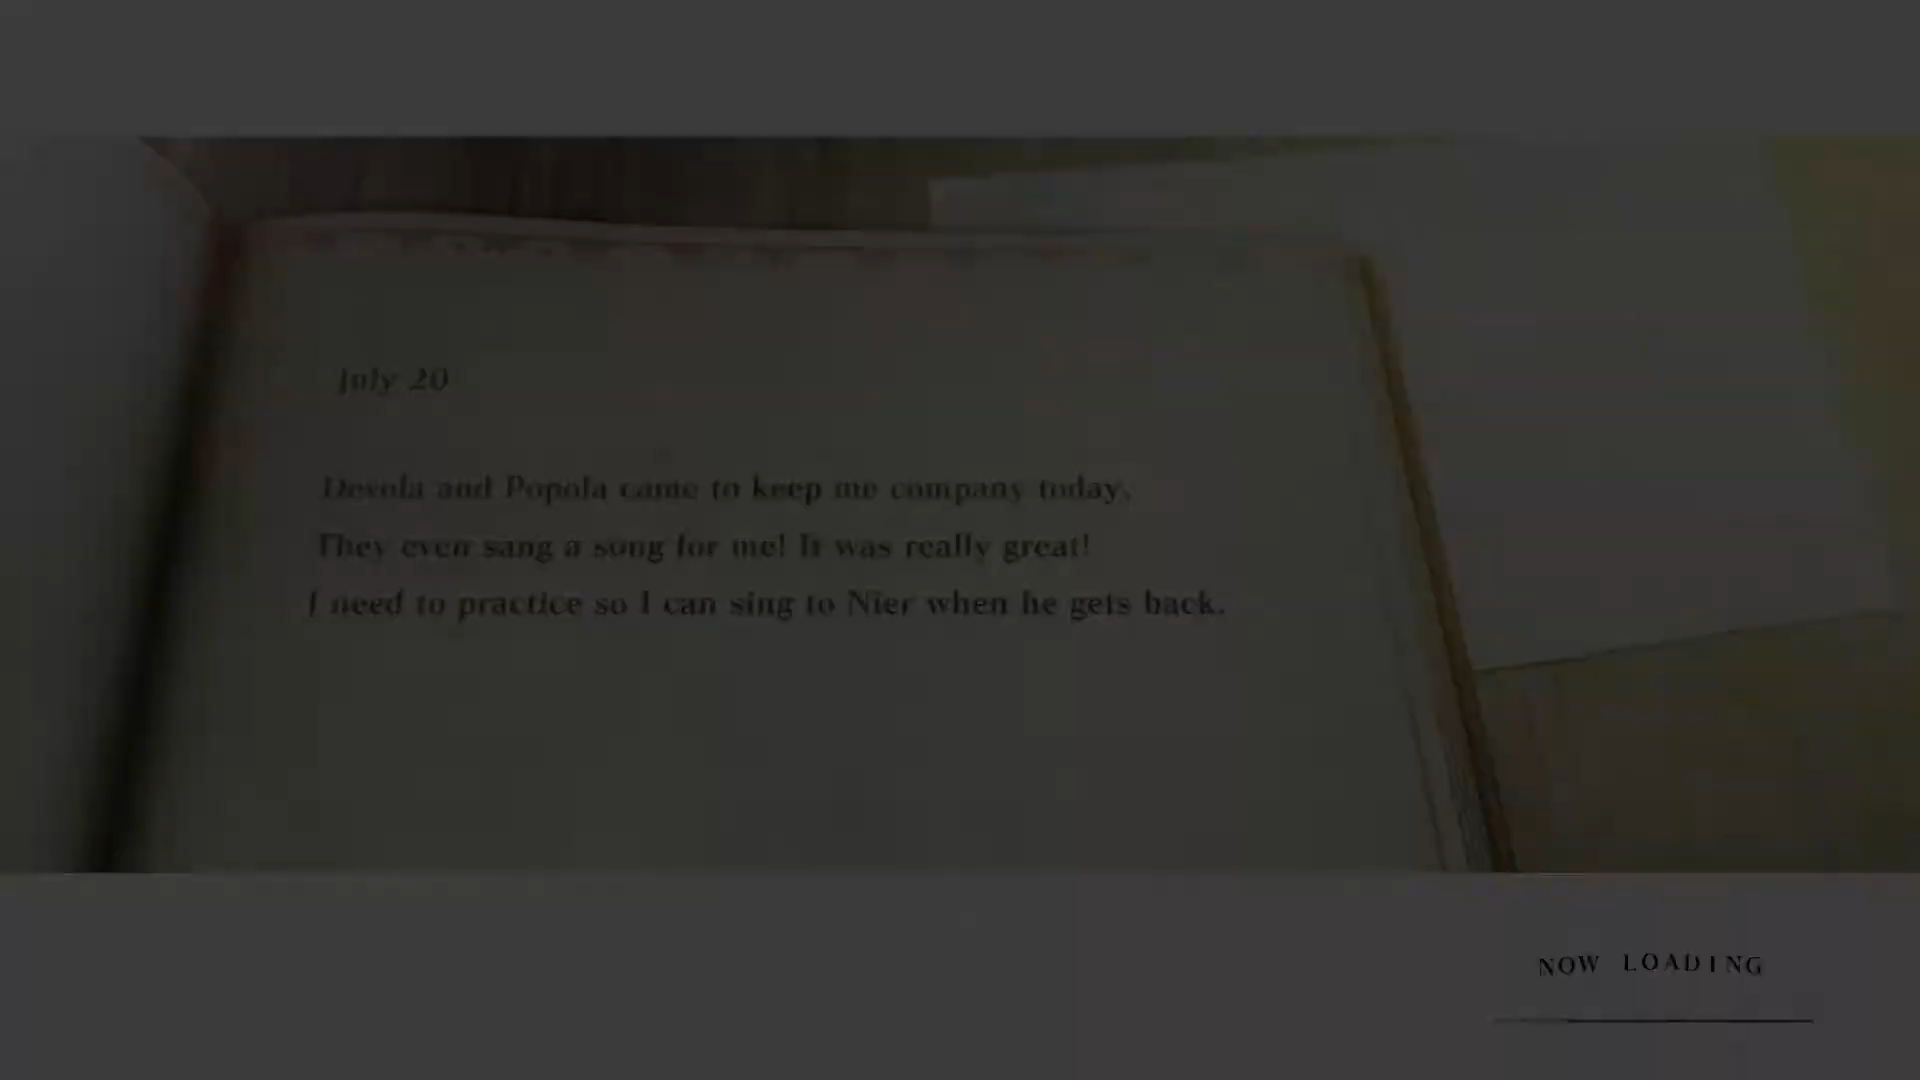 July 20
Devola and Popola came to keep me company today.
They even sang a song for me! It was really great!
I need to practice so I can sing to Nier when he gets back.
NOW LOADING